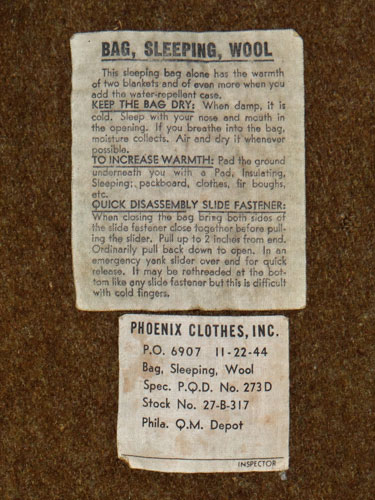 BAG, SLEEPING, WOOL
This sleeping bag alone has the warmth
of two blankets and of even more when you
add the water-repellent case.
KEEP THE BAG DRY: When damp, it is
cold. Sleep with your nose and mouth in
the opening. If you breathe into the bag,
moisture collects. Air and dry it whenever
possible.
TO INCREASE WARMTH: Pad the ground
underneath you with a Pad, Insulating,
Sleeping; packboard, clothes, fir boughs,
etc.
QUICK DISASSEMBLY SLIDE FASTENER:
When closing the bag bring both sides of
the slide fastener close together before pul-
ling the slider. Pull up to 2 inches from end.
Ordinarily pull back down to open. In an
emergency yank slider over end for quick
release. It may be rethreaded at the bot-
tom like any slide fastener but this is difficult
with cold fingers.
PHOENIX CLOTHES, INC.
P.O. 6907 11-22-44
Bag, Sleeping, Wool
Spec. P.Q.D. No. 273D
Stock No. 27-B-317
Phila. Q.M. Depot
INSPECTOR